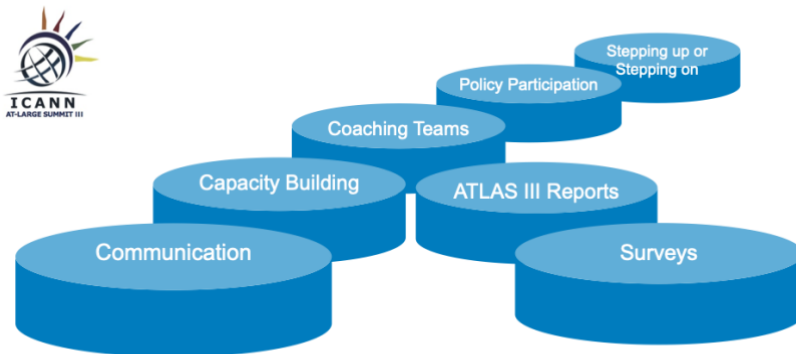 ICANN
AT-LARGE SUMMIT III
Stepping up or
Stepping on
Policy Participation
Coaching Teams
Capacity Building
ATLAS III Reports
Communication
Surveys